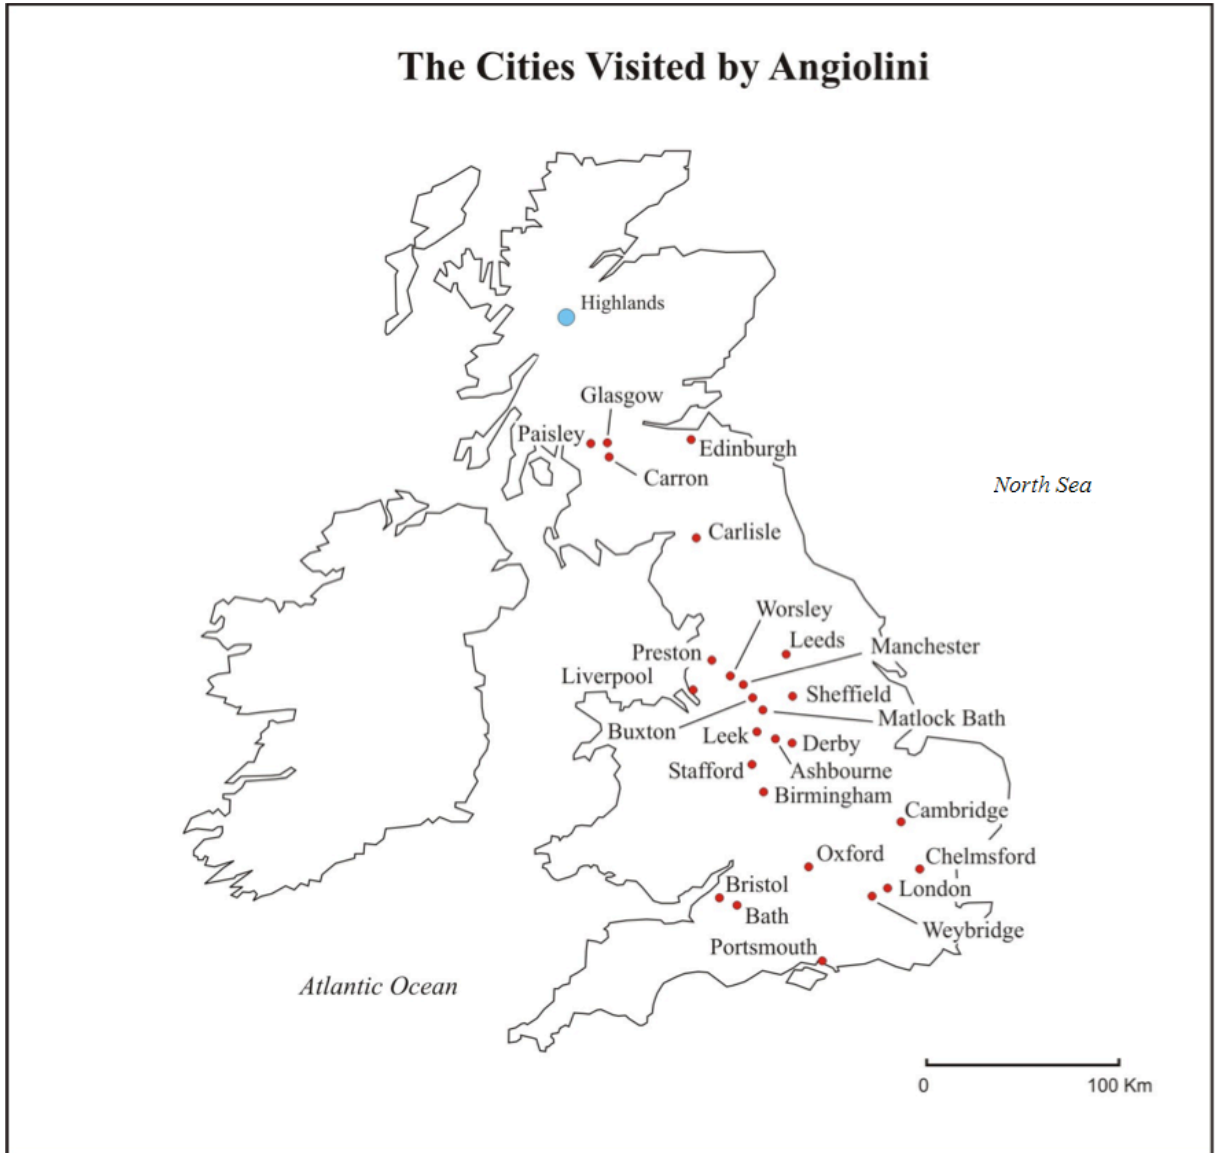 The Cities Visited by Angiolini
Highlands
Glasgow
Paisley
Edinburgh
Carron
North Sea
Carlisle
Worsley
Leeds
Manchester
Preston
Liverpool
Sheffield
Matlock Bath
Buxton
Leek
Derby
Stafford
Ashbourne
Birmingham
Cambridge
Oxford
Chelmsford
Bristol
London
Bath
Weybridge
Portsmouth
Atlantic Ocean
0
100 Km